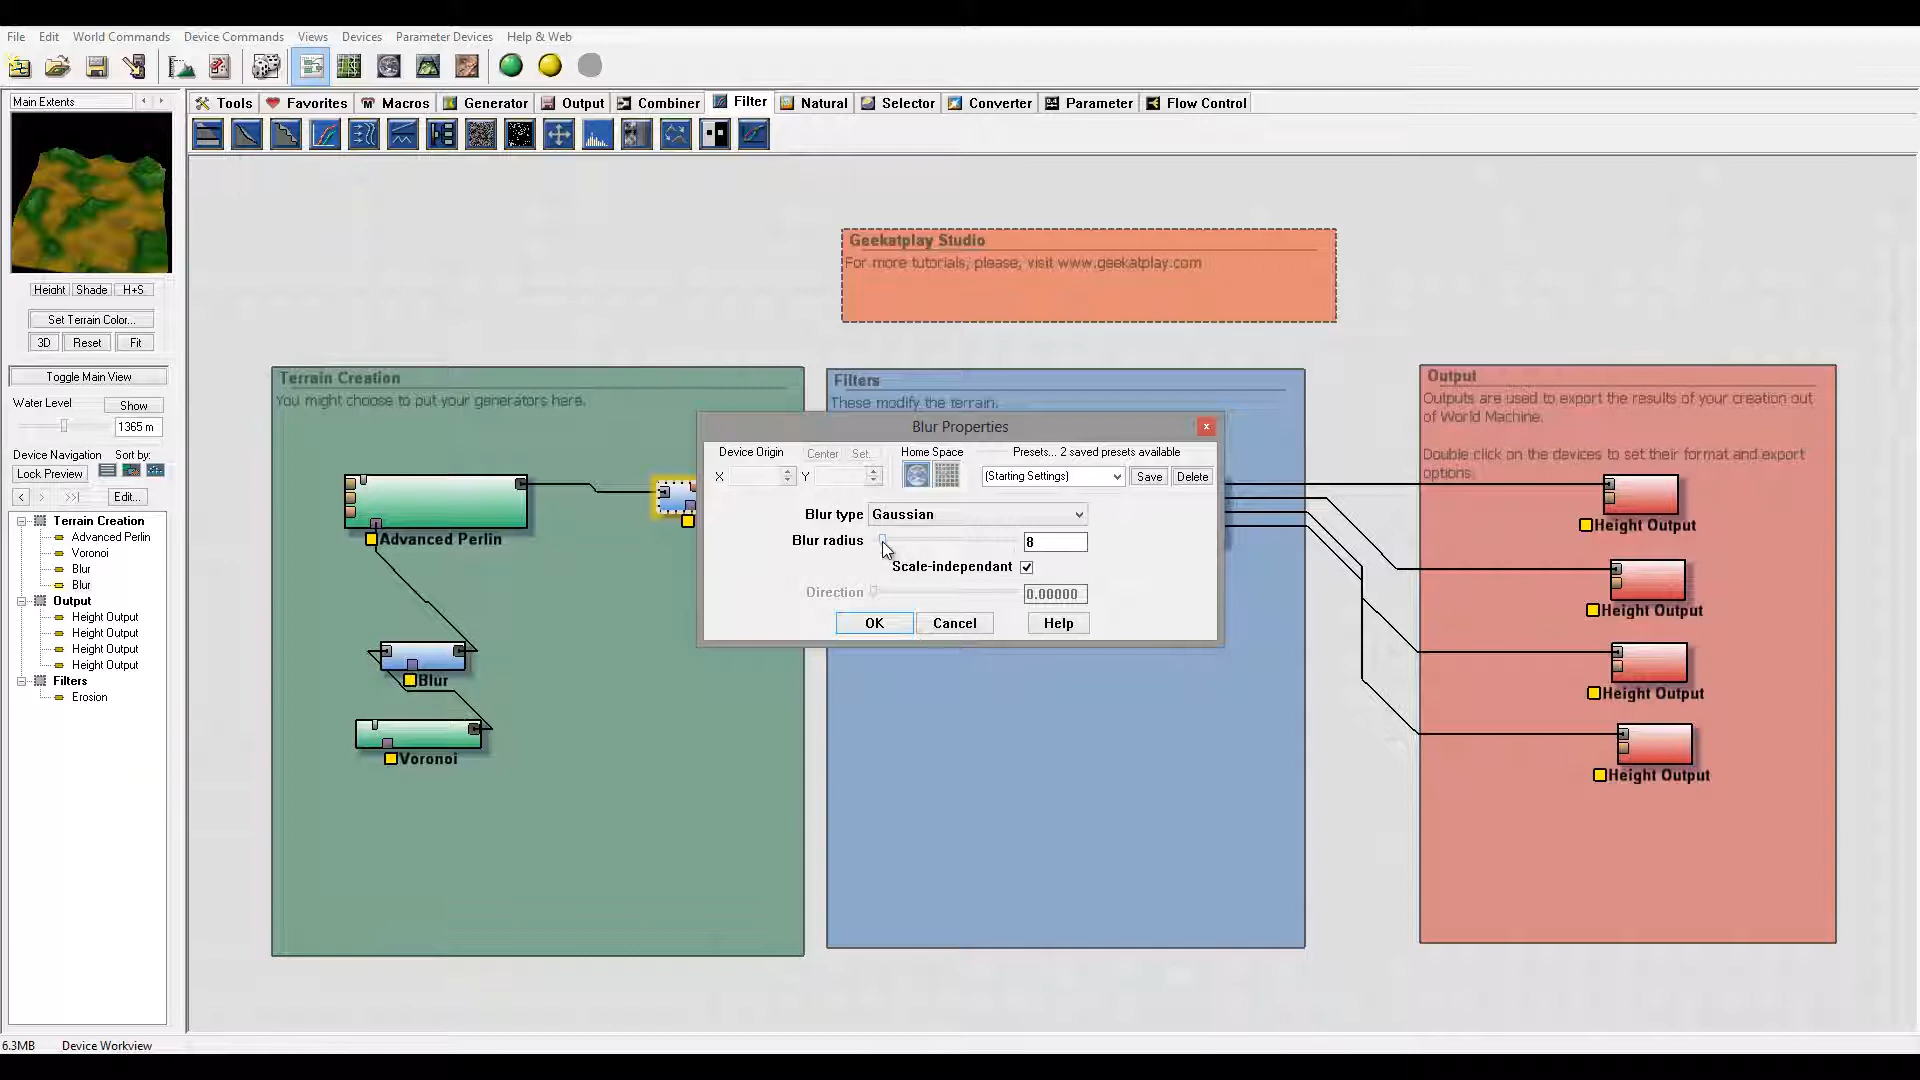 File Edit World Commands Device Commands Views Devices Parameter Devices Help & Web
Main Extents
Tools Favorites Macros Generator Output Combiner Filter Natural Selector Converter Parameter Flow Control
Height Shade H+S
Set Terrain Color...
3D Reset Fit
Toggle Main View
Water Level Show
1365 m
Device Navigation Sort by:
Lock Preview
Edit...
Terrain Creation
Advanced Perlin
Voronoi
Blur
Blur
Output
Height Output
Height Output
Height Output
Height Output
Filters
Erosion
Geekatplay Studio
For more tutorials, please, visit www.geekatplay.com
Terrain Creation
You might choose to put your generators here.
Advanced Perlin
Blur
Voronoi
Filters
These modify the terrain.
Blur Properties
x
Device Origin Center Set... Home Space Presets... 2 saved presets available
X Y (Starting Settings) Save Delete
Blur type Gaussian
Blur radius 8
Scale-independant
Direction 0.00000
OK Cancel Help
Output
Outputs are used to export the results of your creation out
of World Machine.
Double click on the devices to set their format and export
options.
Height Output
Height Output
Height Output
Height Output
6.3MB Device Workview